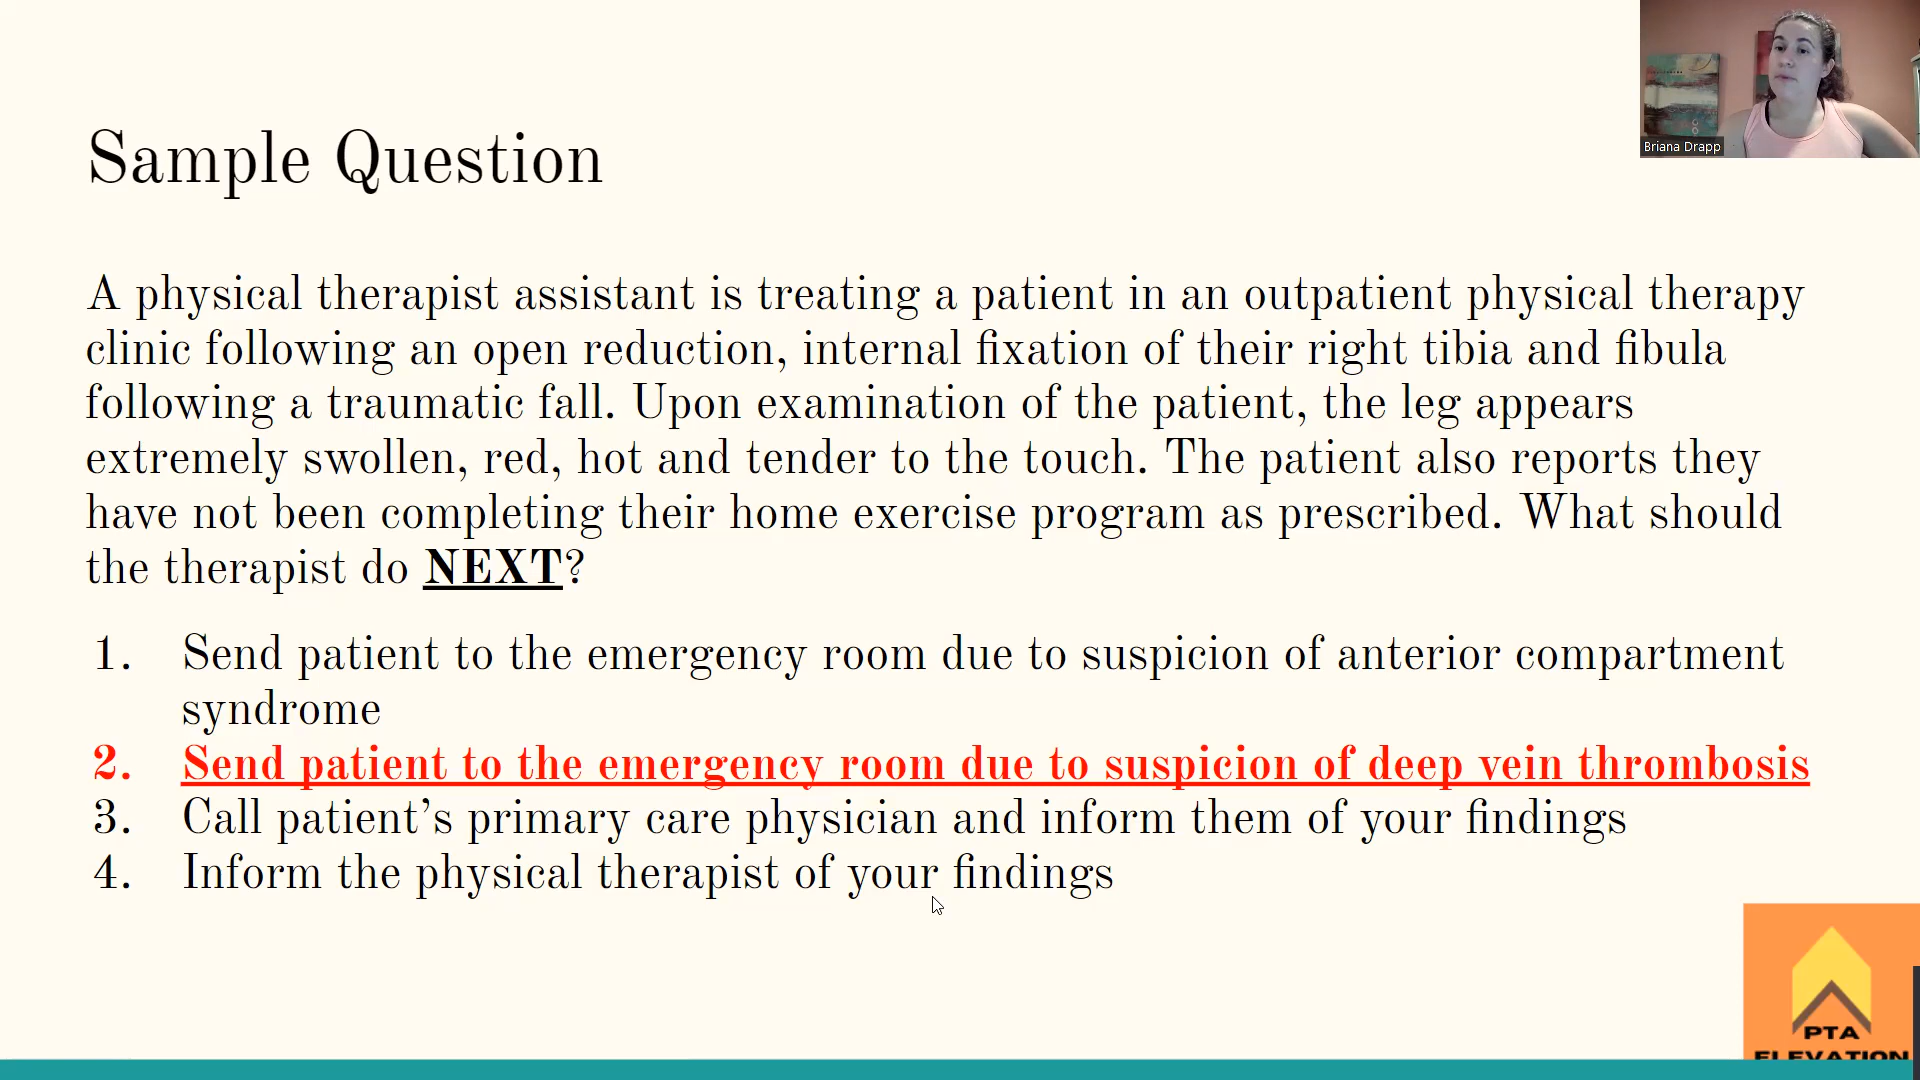 Briana Drapp
Sample Question
A physical therapist assistant is treating a patient in an outpatient physical therapy
clinic following an open reduction, internal fixation of their right tibia and fibula
following a traumatic fall. Upon examination of the patient, the leg appears
extremely swollen, red, hot and tender to the touch. The patient also reports they
have not been completing their home exercise program as prescribed. What should
the therapist do NEXT?
1. Send patient to the emergency room due to suspicion of anterior compartment
syndrome
2. Send patient to the emergency room due to suspicion of deep vein thrombosis
3. Call patient’s primary care physician and inform them of your findings
4. Inform the physical therapist of your findings
PTA
ELEVATION